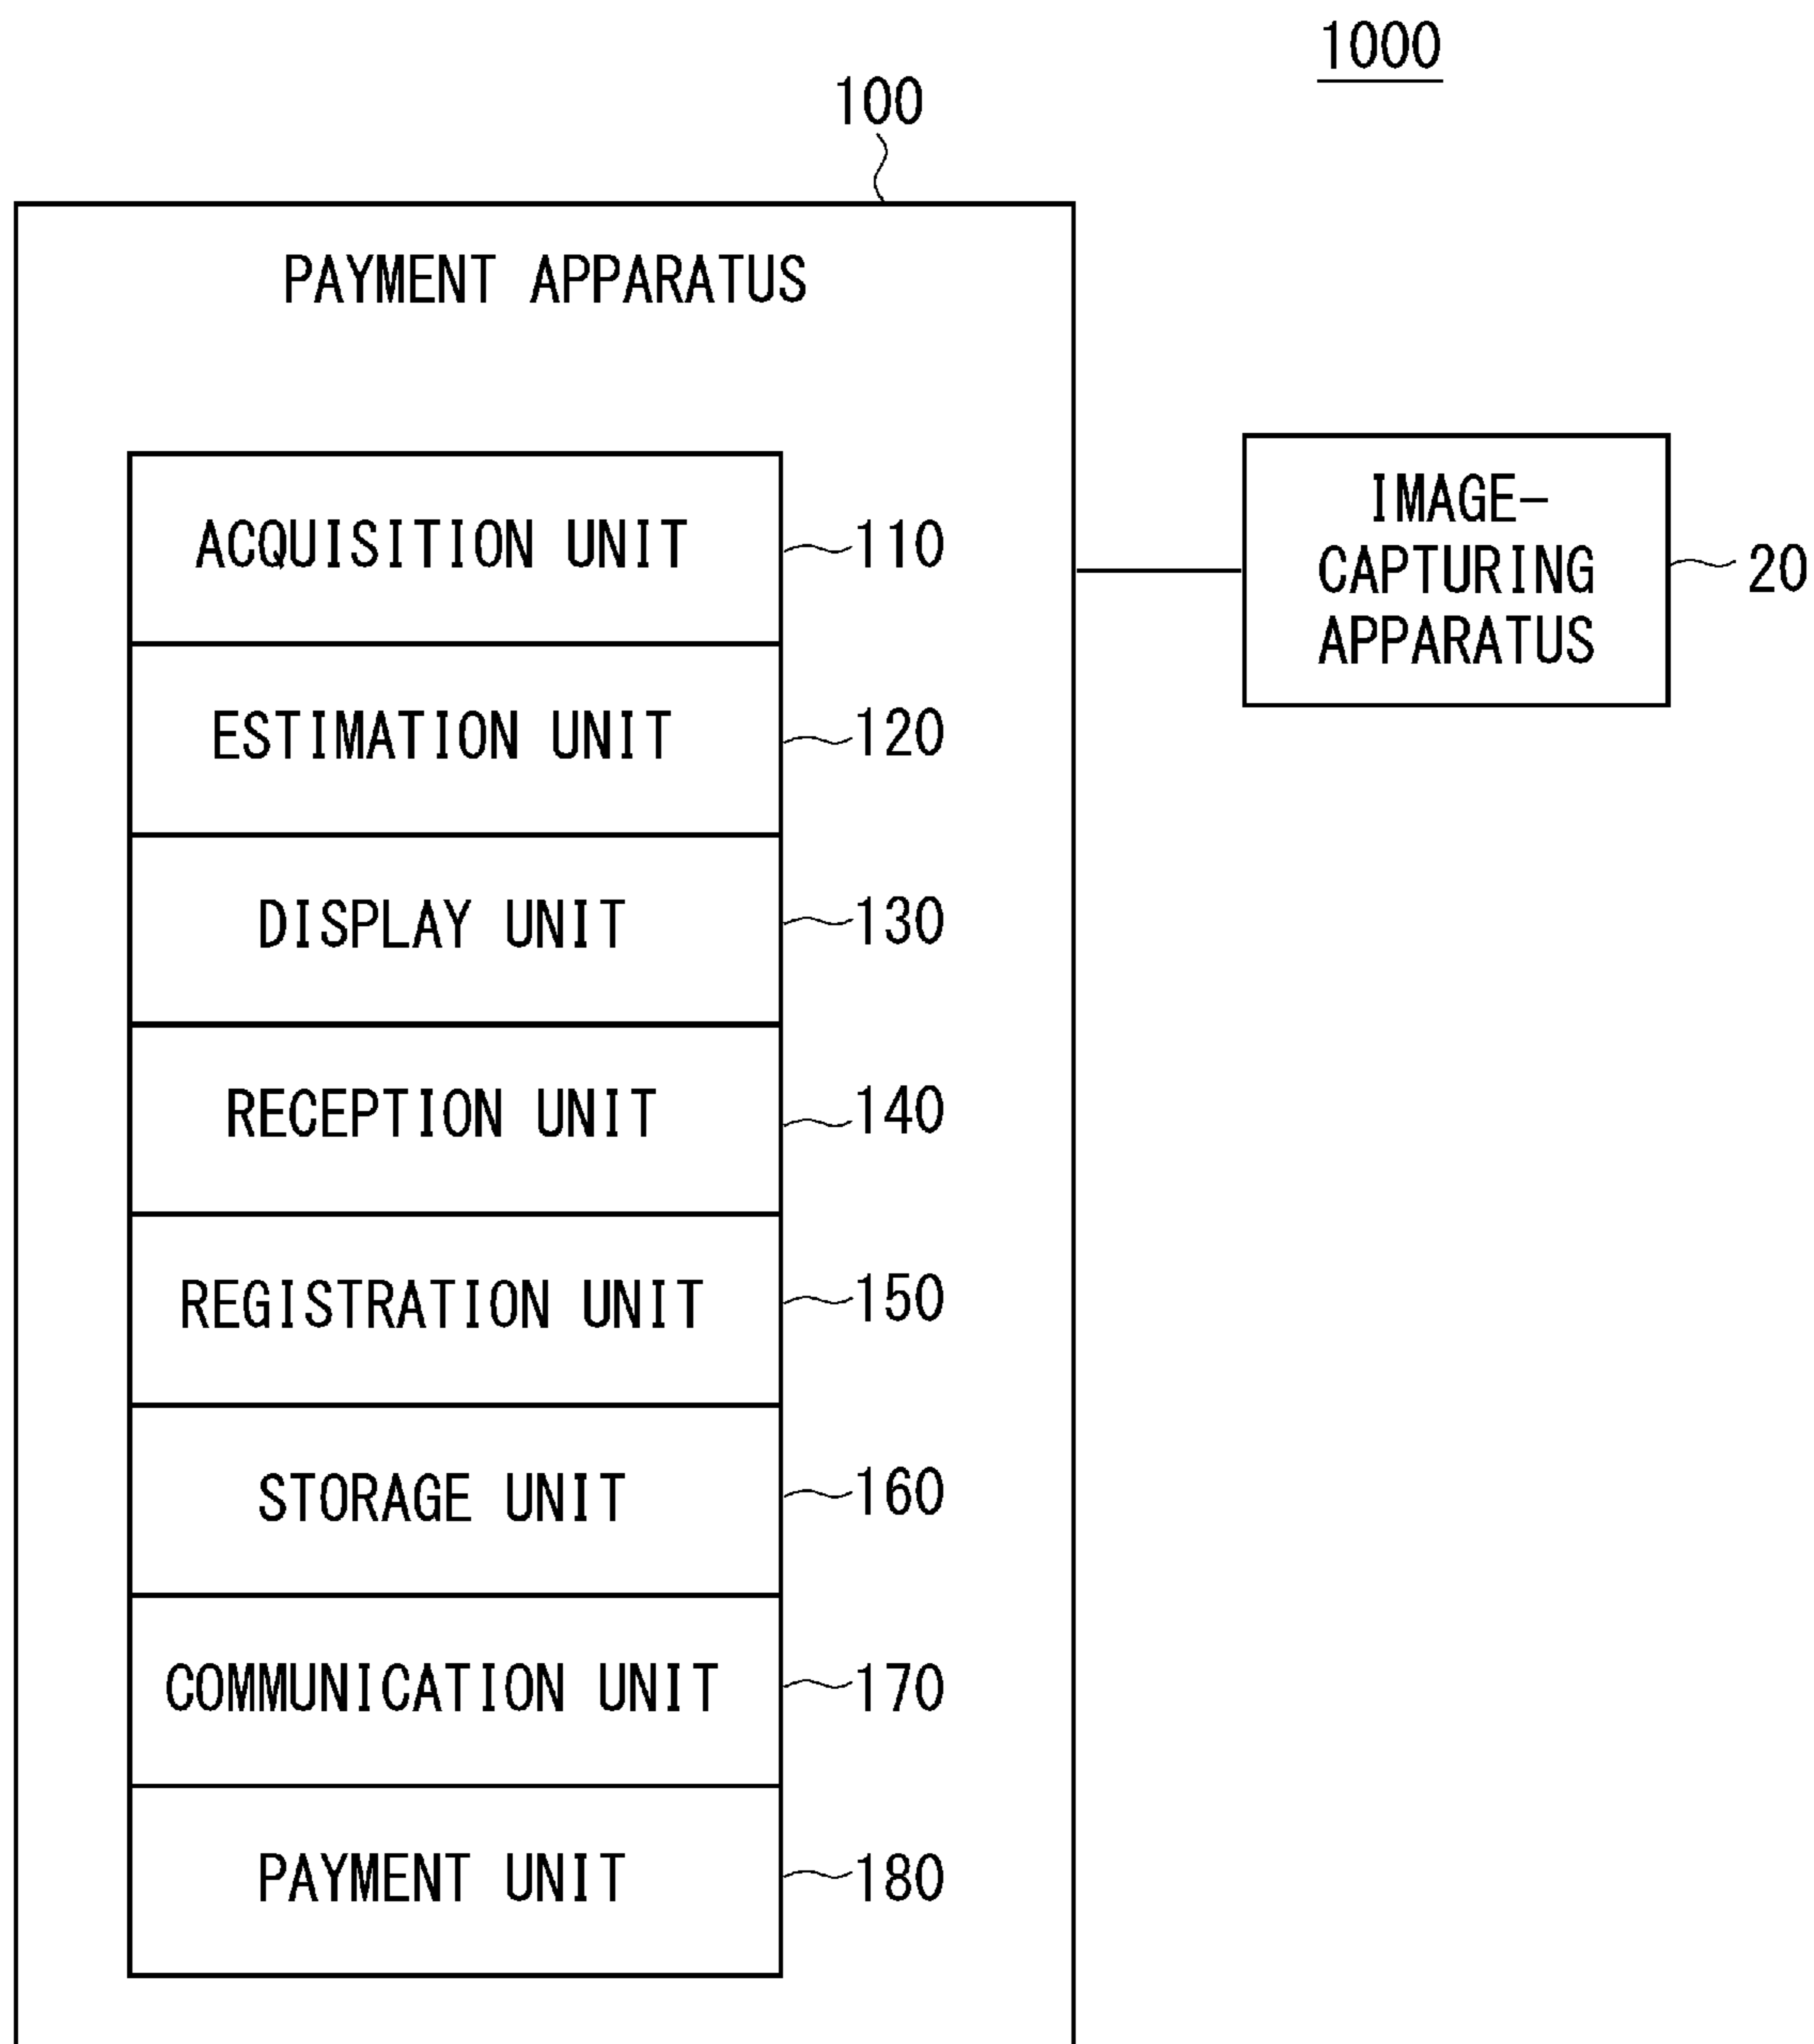 1000
100
PAYMENT APPARATUS
ACQUISITION UNIT
110
ESTIMATION UNIT
120
DISPLAY UNIT
130
RECEPTION UNIT
140
REGISTRATION UNIT
150
STORAGE UNIT
160
COMMUNICATION UNIT
170
PAYMENT UNIT
180
IMAGE-
CAPTURING
APPARATUS
20